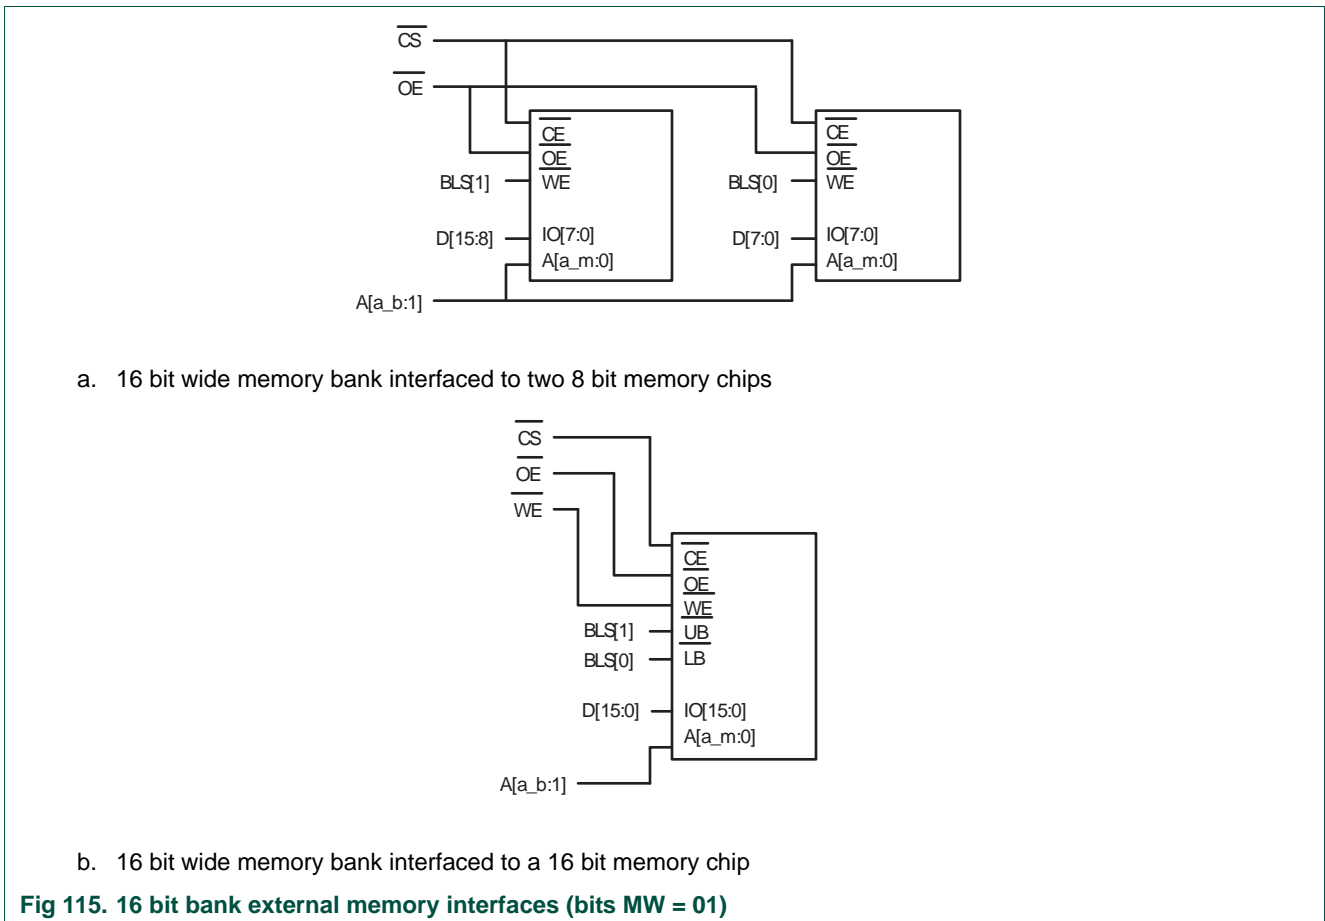 CS
OE
CE
OE
WE
BLS[1]
D[15:8]
IO[7:0]
A[a_m:0]
CE
OE
WE
BLS[0]
D[7:0]
IO[7:0]
A[a_m:0]
A[a_b:1]
a. 16 bit wide memory bank interfaced to two 8 bit memory chips
CS
OE
WE
CE
OE
WE
BLS[1]
UB
BLS[0]
LB
D[15:0]
IO[15:0]
A[a_m:0]
A[a_b:1]
b. 16 bit wide memory bank interfaced to a 16 bit memory chip
Fig 115. 16 bit bank external memory interfaces (bits MW = 01)